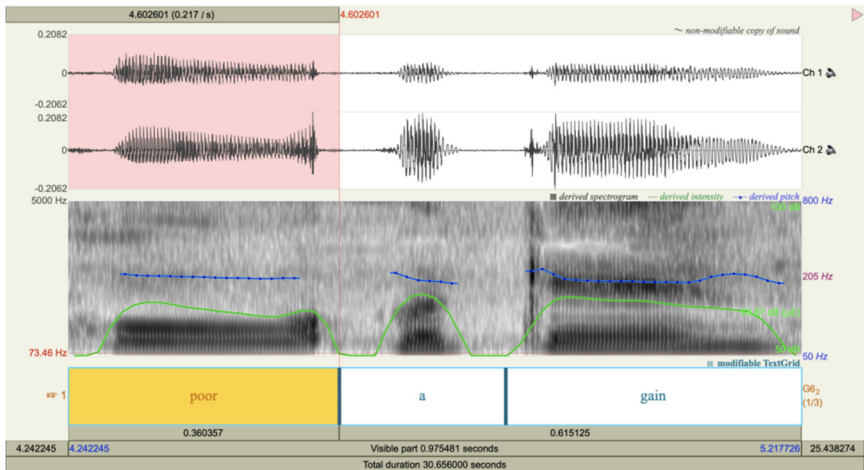 4.602601 (0.217 / s) 4.602601
0.2082
~ non-modifiable copy of sound
0
Ch 1
-0.2062
0.2082
0
Ch 2
-0.2062
derived spectrogram derived intensity derived pitch
5000 Hz 800 Hz
205 Hz
73.46 Hz 50 Hz
modifiable TextGrid
1 poor a gain G6₂
(1/3)
0.360357 0.615125
4.242245 4.242245 Visible part 0.975481 seconds 5.217726 25.438274
Total duration 30.656000 seconds